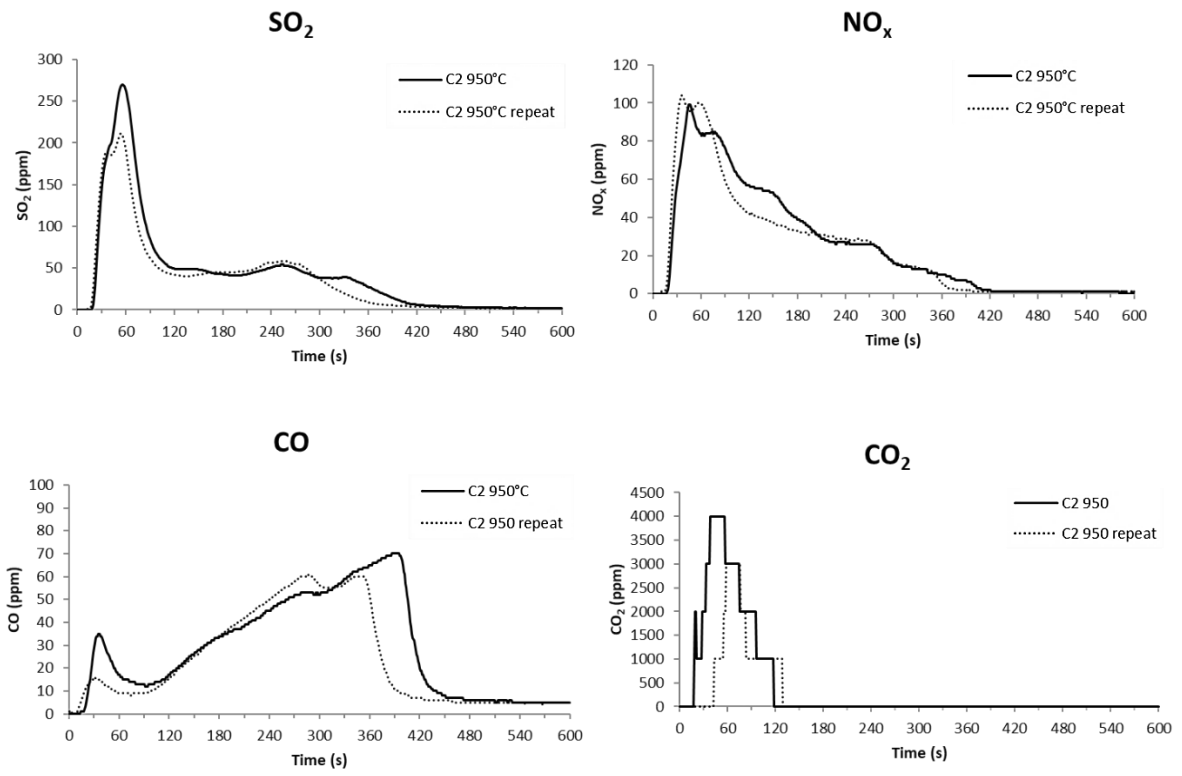 SO₂
300
250
200
150
100
50
0
SO₂ (ppm)
0 60 120 180 240 300 360 420 480 540 600
Time (s)
C2 950°C
C2 950°C repeat
NOₓ
120
100
80
60
40
20
0
NOₓ (ppm)
0 60 120 180 240 300 360 420 480 540 600
Time (s)
C2 950°C
C2 950°C repeat
CO
100
90
80
70
60
50
40
30
20
10
0
CO (ppm)
0 60 120 180 240 300 360 420 480 540 600
Time (s)
C2 950°C
C2 950 repeat
CO₂
4500
4000
3500
3000
2500
2000
1500
1000
500
0
CO₂ (ppm)
0 60 120 180 240 300 360 420 480 540 600
Time (s)
C2 950
C2 950 repeat